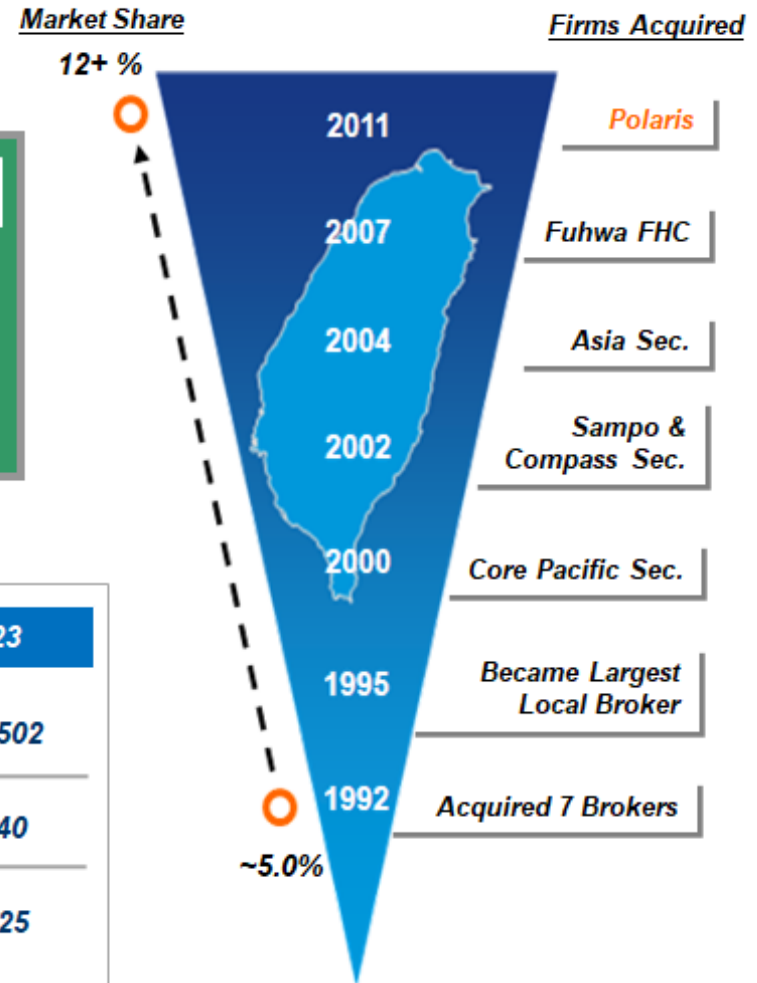 Market Share
Firms Acquired
12+ %
2011
Polaris
2007
Fuhwa FHC
2004
Asia Sec.
2002
Sampo &
Compass Sec.
2000
Core Pacific Sec.
1995
Became Largest
Local Broker
1992
Acquired 7 Brokers
~5.0%
23
502
40
25